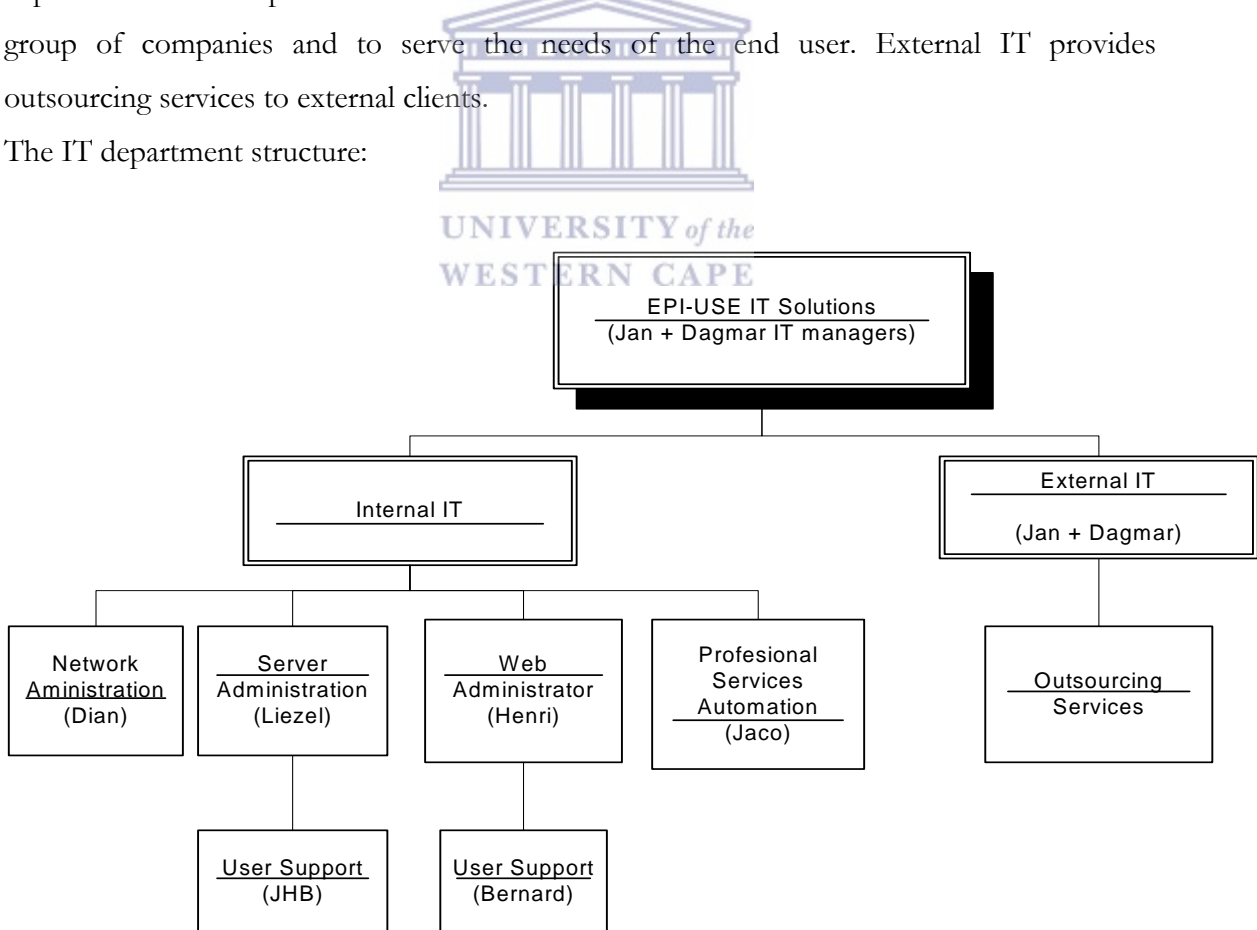 group of companies and to serve the needs of the end user. External IT provides
outsourcing services to external clients.
The IT department structure:
UNIVERSITY of the
WESTERN CAPE
EPI-USE IT Solutions
(Jan + Dagmar IT managers)
Internal IT
External IT
(Jan + Dagmar)
Network
Aministration
(Dian)
Server
Administration
(Liezel)
Web
Administrator
(Henri)
Profesional
Services
Automation
(Jaco)
Outsourcing
Services
User Support
(JHB)
User Support
(Bernard)